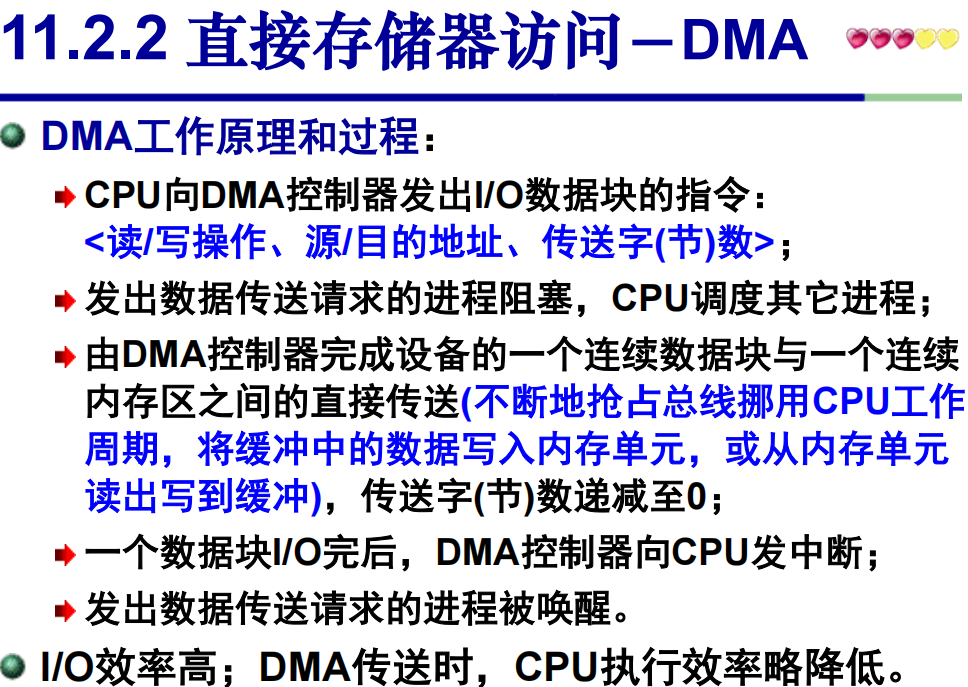 11.2.2 直接存储器访问－DMA
DMA工作原理和过程：
CPU向DMA控制器发出I/O数据块的指令：
<读/写操作、源/目的地址、传送字(节)数>；
发出数据传送请求的进程阻塞，CPU调度其它进程；
由DMA控制器完成设备的一个连续数据块与一个连续
内存区之间的直接传送(不断地抢占总线挪用CPU工作
周期，将缓冲中的数据写入内存单元，或从内存单元
读出写到缓冲)，传送字(节)数递减至0；
一个数据块I/O完后，DMA控制器向CPU发中断；
发出数据传送请求的进程被唤醒。
I/O效率高；DMA传送时，CPU执行效率略降低。